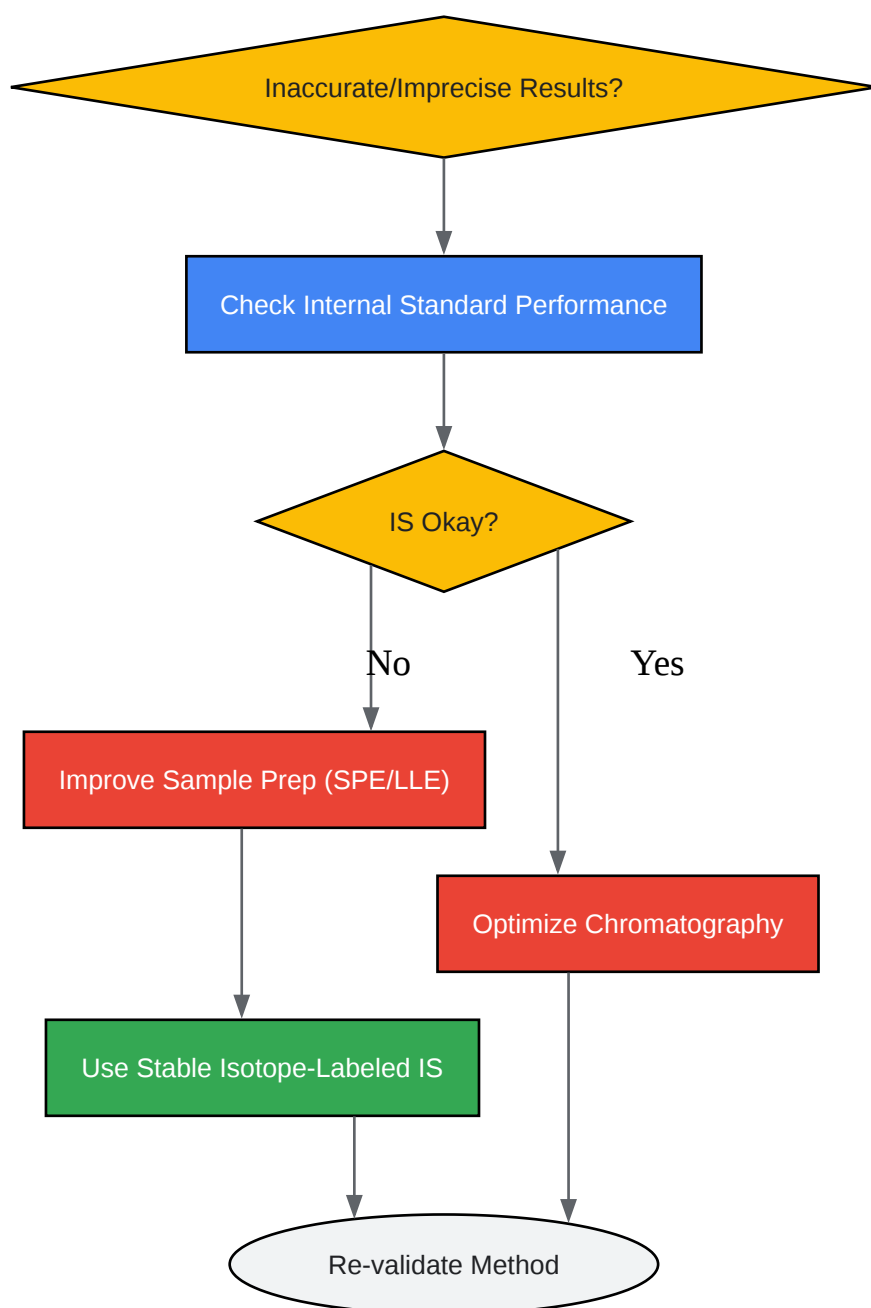 Inaccurate/Imprecise Results?
Check Internal Standard Performance
IS Okay?
No
Yes
Improve Sample Prep (SPE/LLE)
Optimize Chromatography
Use Stable Isotope-Labeled IS
Re-validate Method